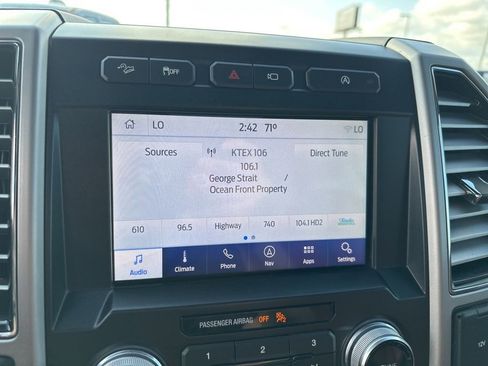 OFF
A
LO 2:42 71° LO
Sources KTEX 106 Direct Tune
106.1
George Strait /
Ocean Front Property
610 96.5 Highway 740 104.1 HD2
Audio Climate Phone Nav Apps Settings
PASSENGER AIRBAG OFF
1 2 3
12V